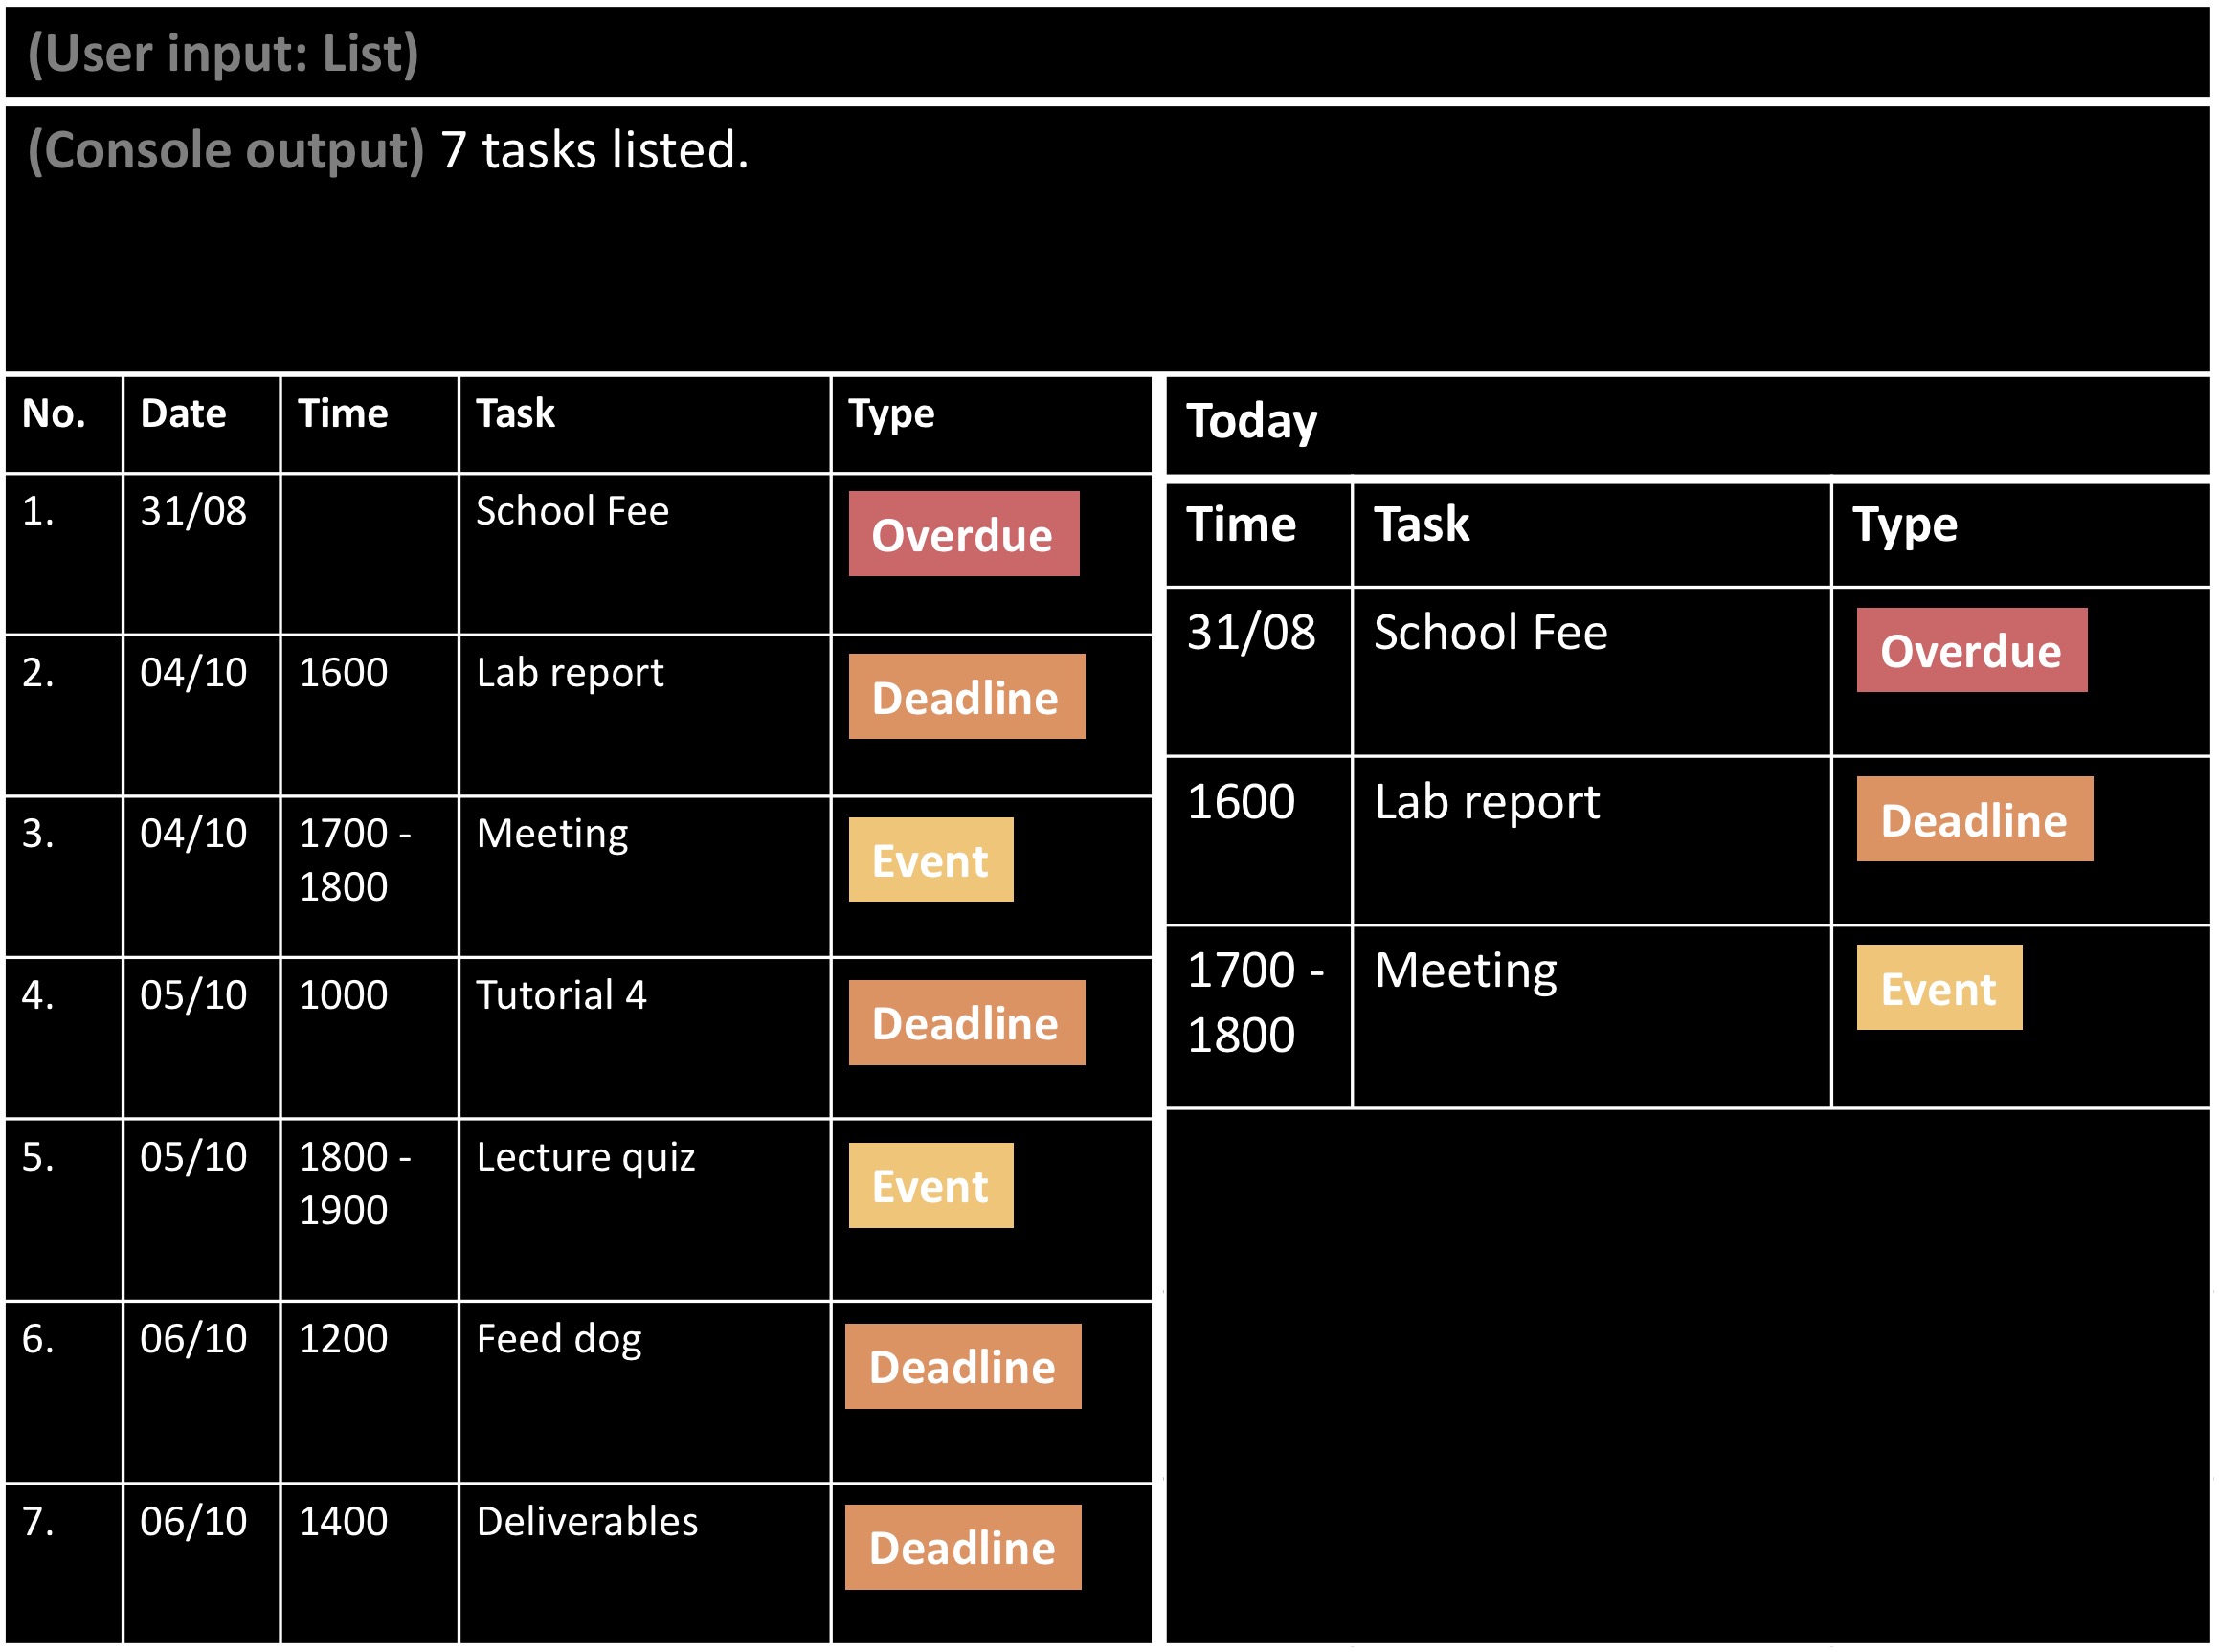 (User input: List)
(Console output) 7 tasks listed.
No. Date Time Task Type
1. 31/08 School Fee Overdue
2. 04/10 1600 Lab report Deadline
3. 04/10 1700 - Meeting Event
1800
4. 05/10 1000 Tutorial 4 Deadline
5. 05/10 1800 - Lecture quiz Event
1900
6. 06/10 1200 Feed dog Deadline
7. 06/10 1400 Deliverables Deadline
Today
Time Task Type
31/08 School Fee Overdue
1600 Lab report Deadline
1700 - Meeting Event
1800